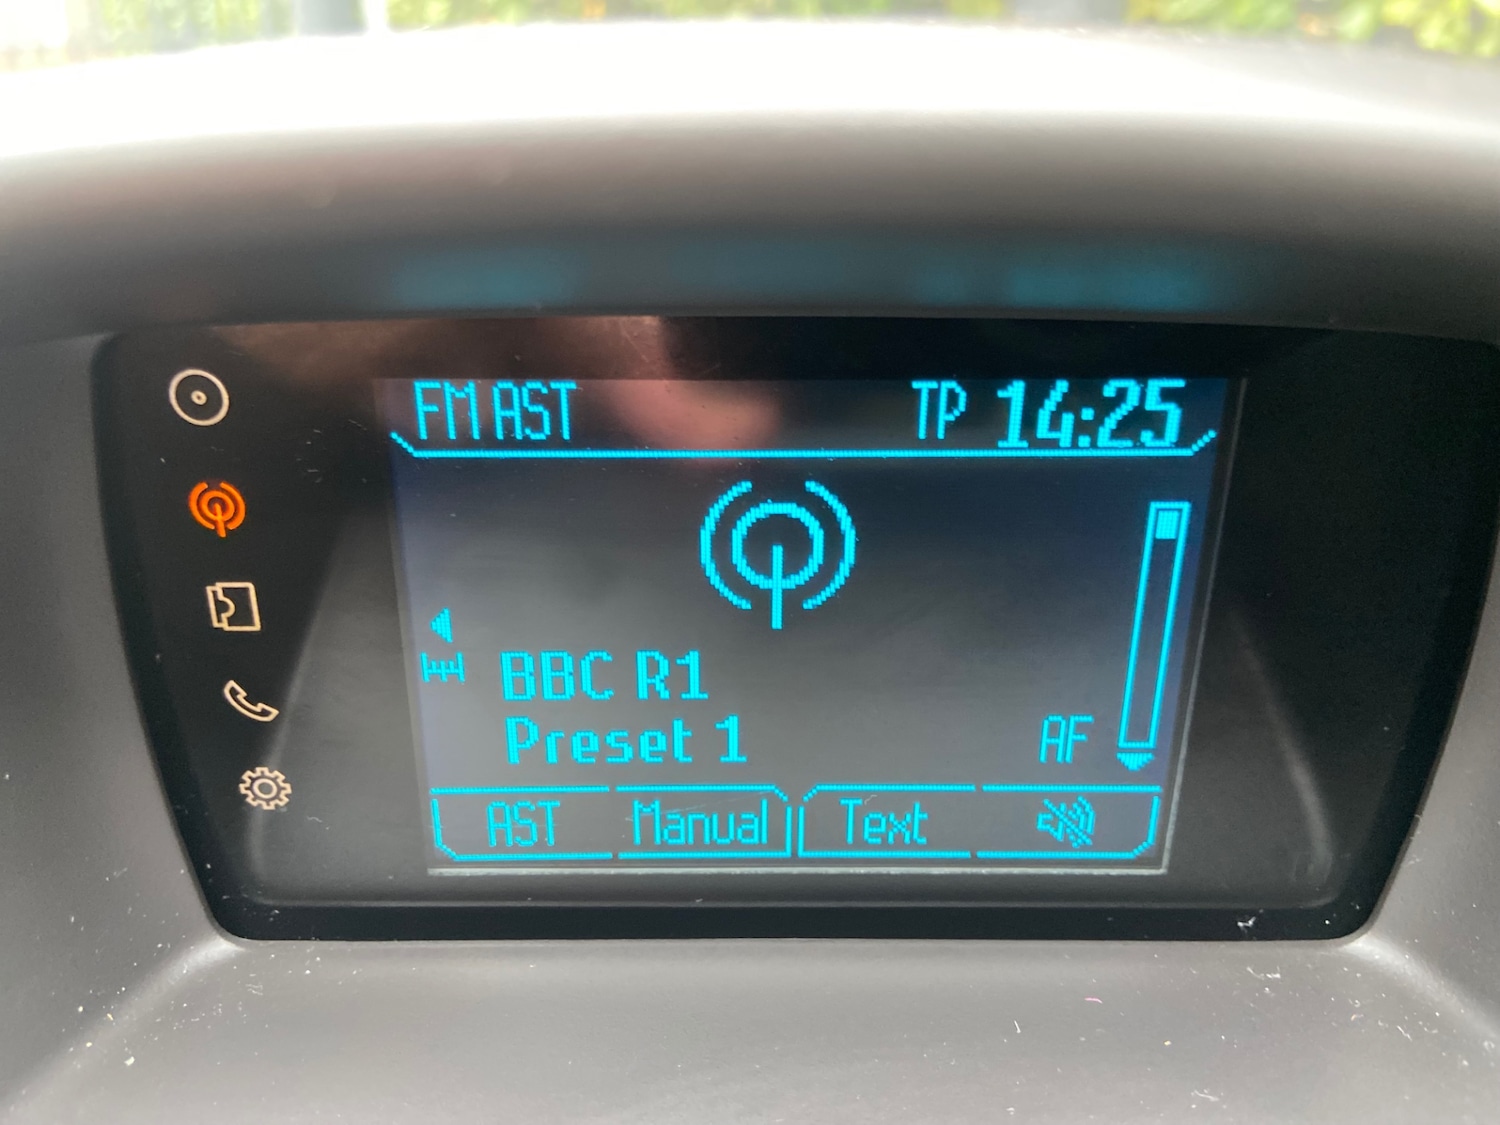 FM AST TP 14:25
BBC R1
Preset 1 AF
AST Manual Text